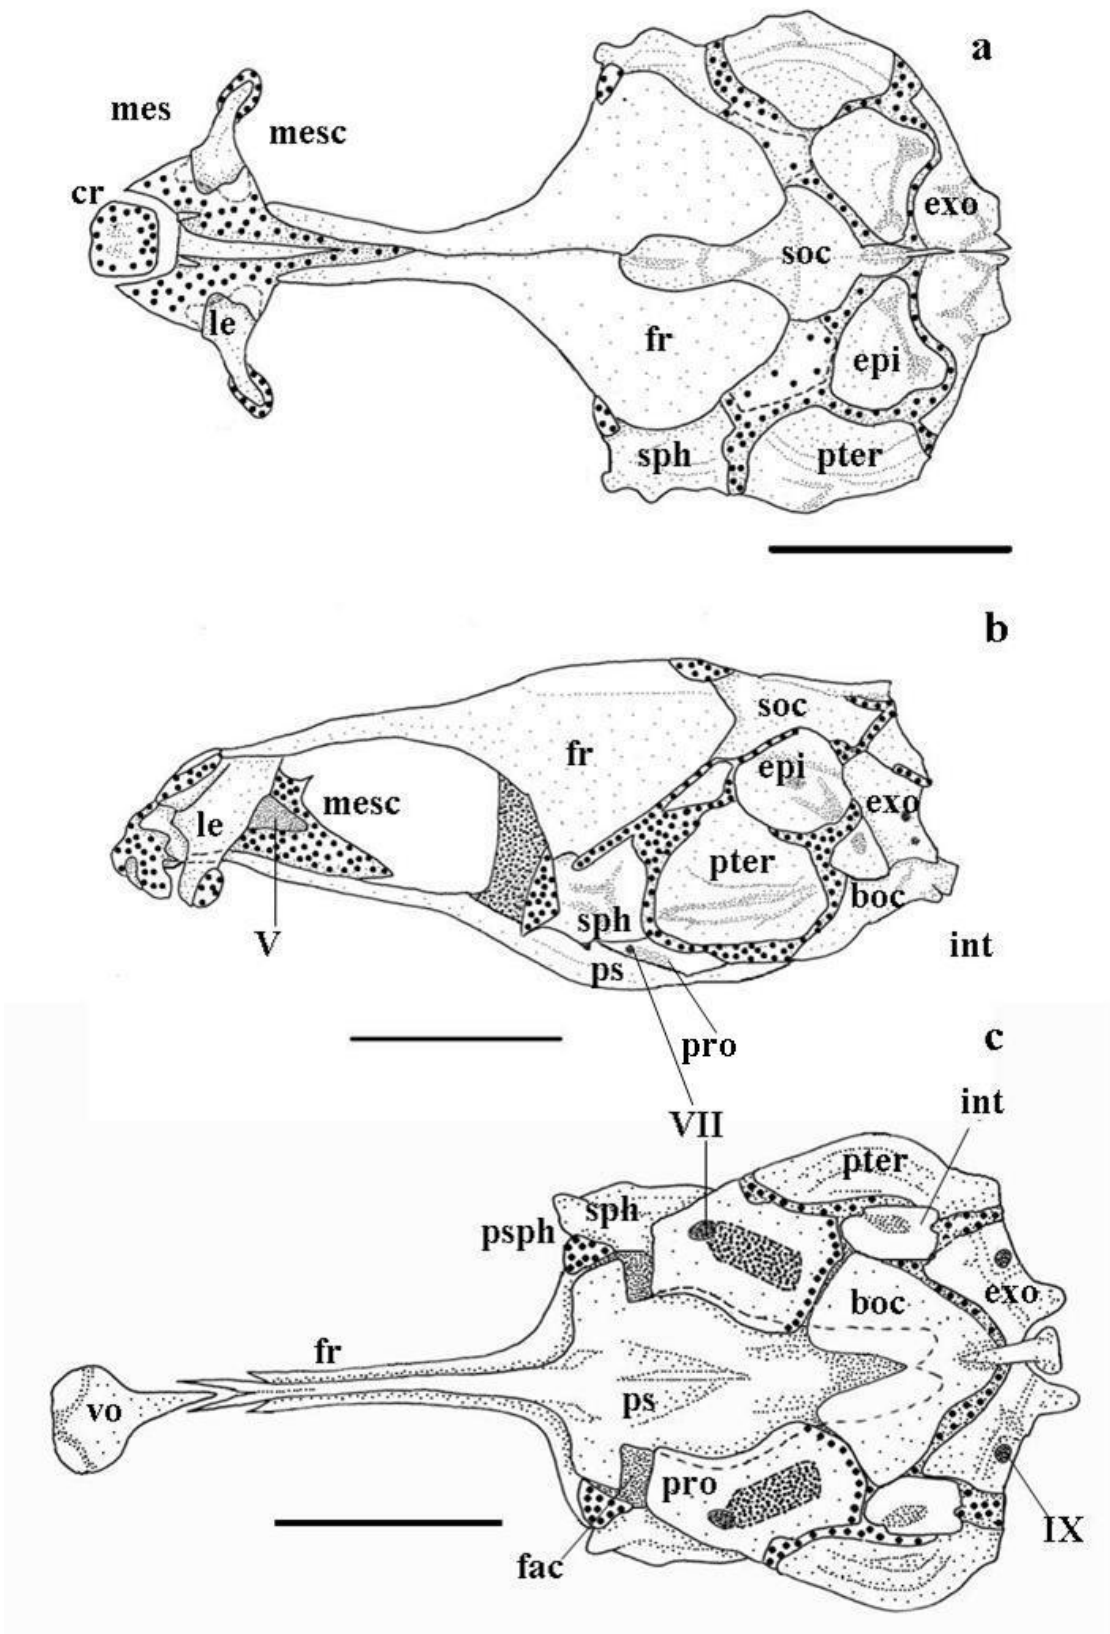 a
mes
mesc
cr
exo
soc
le
fr
epi
sph
pter
b
soc
fr
epi
mesc
exo
le
pter
boc
sph
V
int
ps
pro
c
int
VII
pter
sph
psph
exo
boc
fr
ps
vo
pro
IX
fac